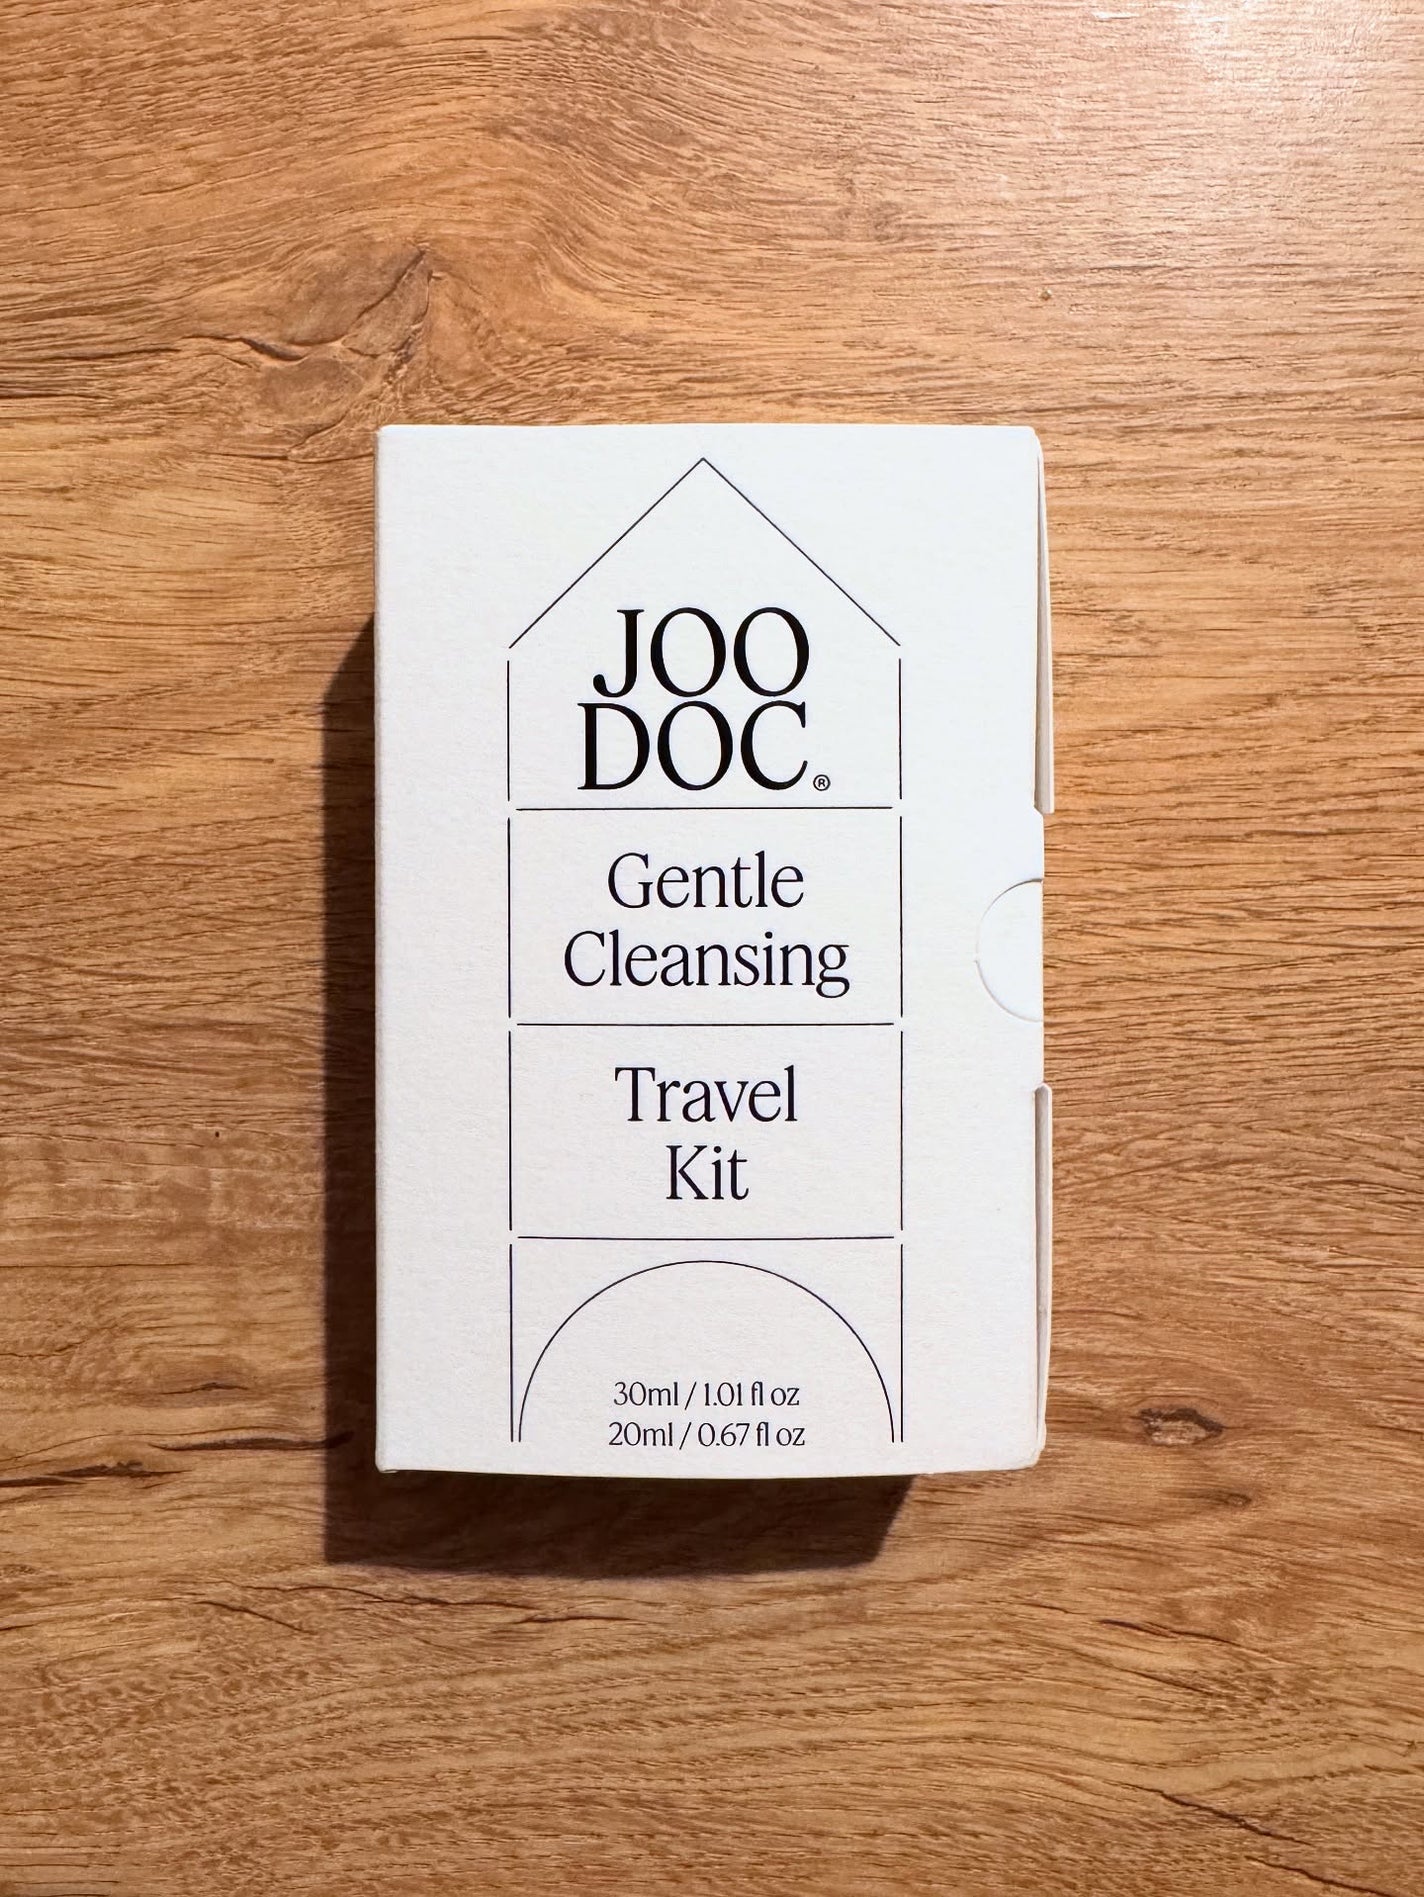 JOO
DOC®
Gentle
Cleansing
Travel
Kit
30ml / 1.01 fl oz
20ml / 0.67 fl oz